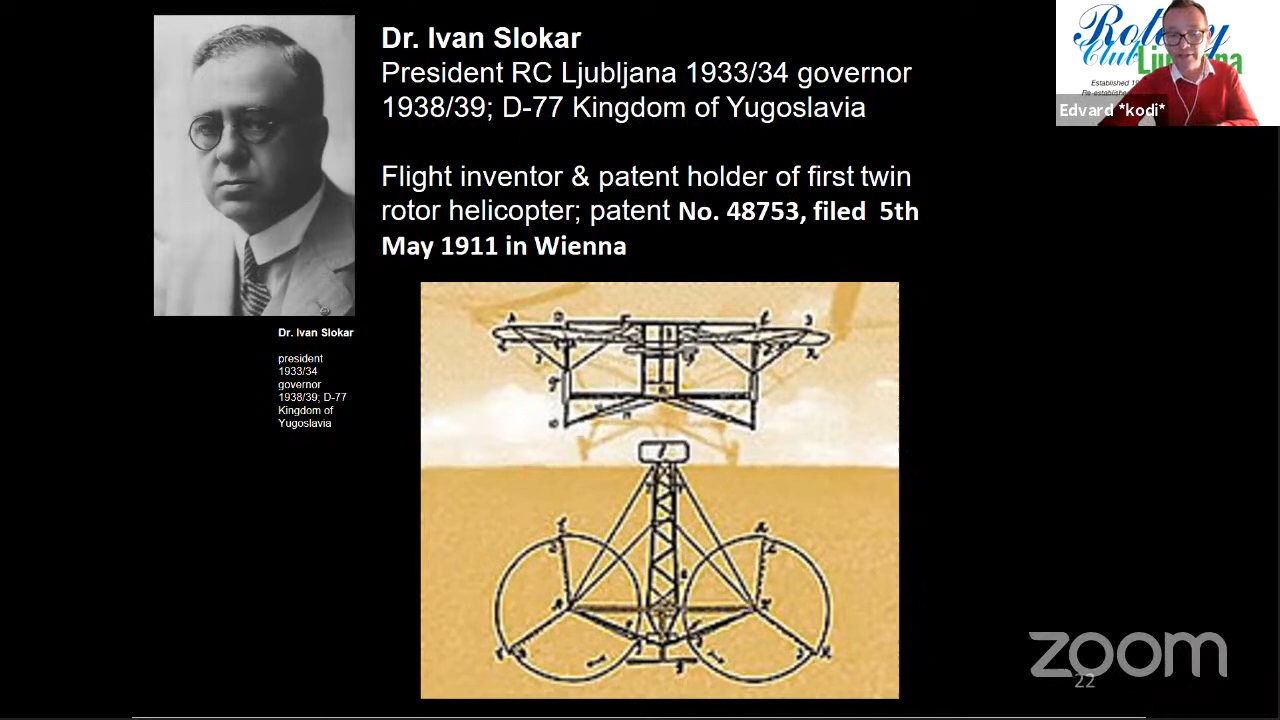 Dr. Ivan Slokar
President RC Ljubljana 1933/34 governor
1938/39; D-77 Kingdom of Yugoslavia
Flight inventor & patent holder of first twin
rotor helicopter; patent No. 48753, filed 5th
May 1911 in Wienna
Dr. Ivan Slokar
president
1933/34
governor
1938/39; D-77
Kingdom of
Yugoslavia
Club
Established
Edvard *kodi*
zoom
22